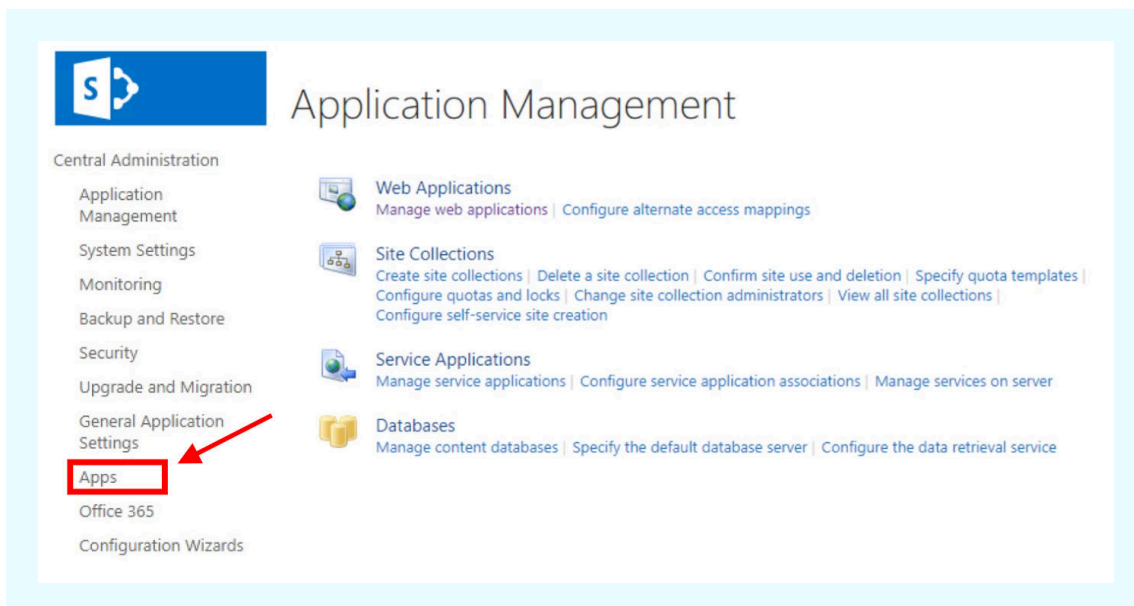 S
Application Management
Central Administration
Application
Management
System Settings
Monitoring
Backup and Restore
Security
Upgrade and Migration
General Application
Settings
Apps
Office 365
Configuration Wizards
Web Applications
Manage web applications | Configure alternate access mappings
Site Collections
Create site collections | Delete a site collection | Confirm site use and deletion | Specify quota templates |
Configure quotas and locks | Change site collection administrators | View all site collections |
Configure self-service site creation
Service Applications
Manage service applications | Configure service application associations | Manage services on server
Databases
Manage content databases | Specify the default database server | Configure the data retrieval service